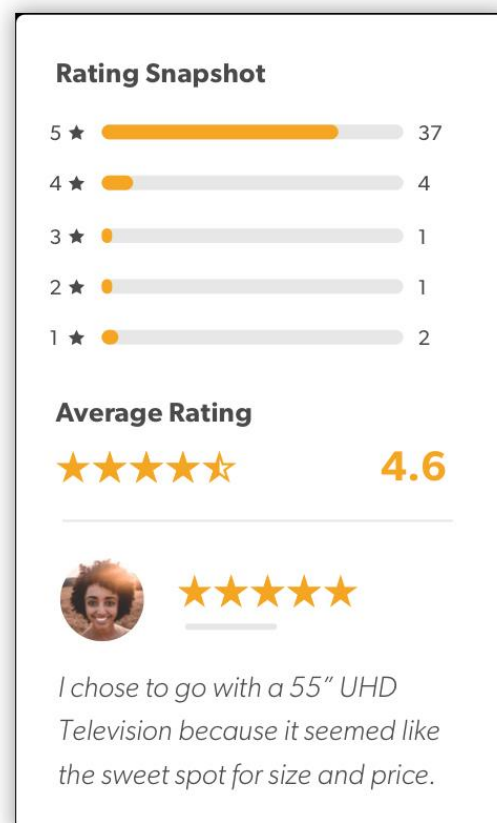 Rating Snapshot
5 ★ 37
4 ★ 4
3 ★ 1
2 ★ 1
1 ★ 2
Average Rating
4.6
I chose to go with a 55” UHD
Television because it seemed like
the sweet spot for size and price.